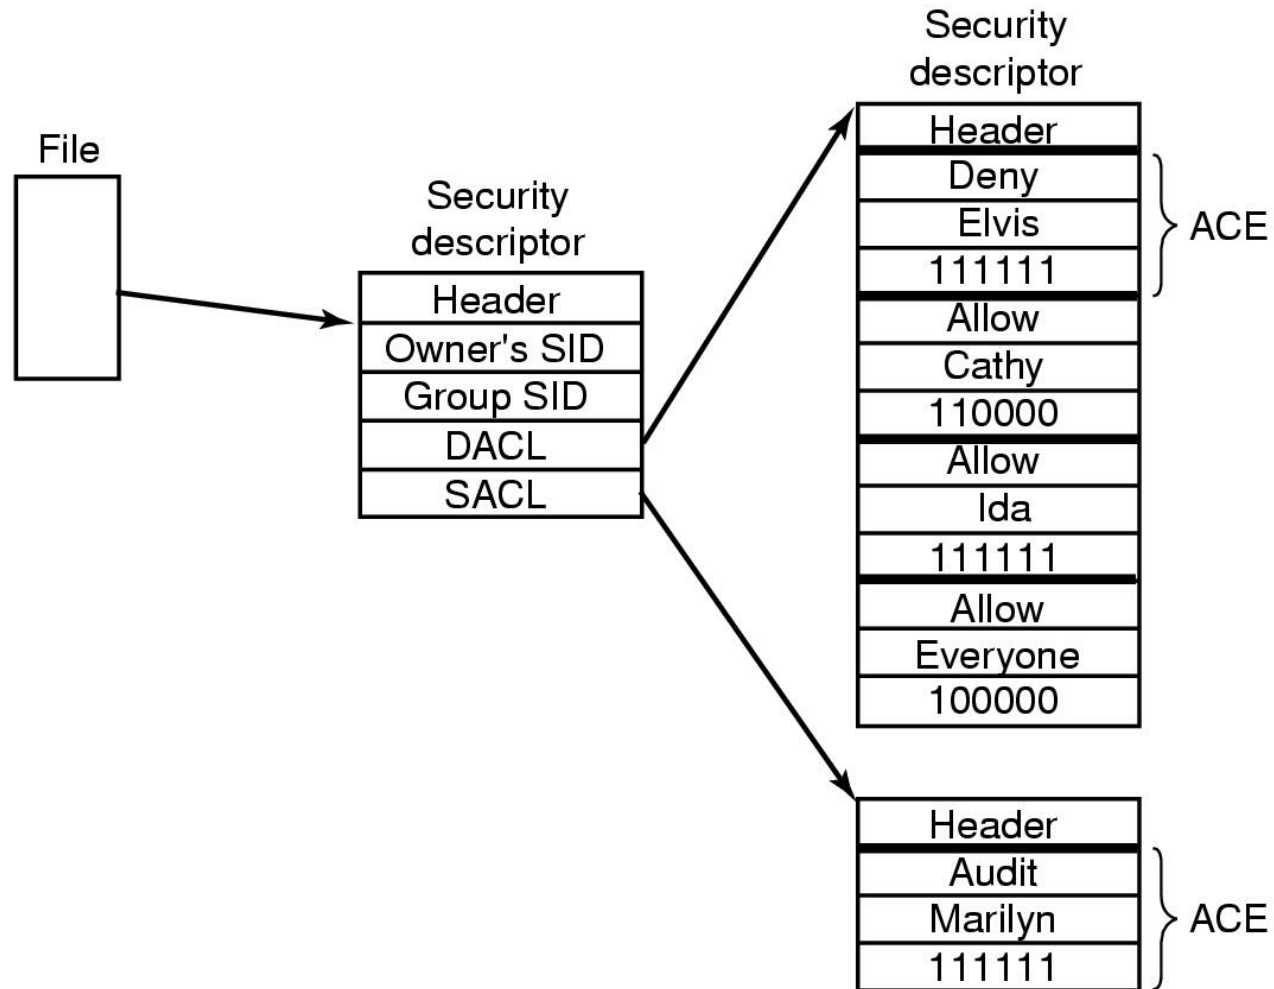 File
Security
descriptor
Header
Owner's SID
Group SID
DACL
SACL
Security
descriptor
Header
Deny
Elvis
111111
ACE
Allow
Cathy
110000
Allow
Ida
111111
Allow
Everyone
100000
Header
Audit
Marilyn
111111
ACE